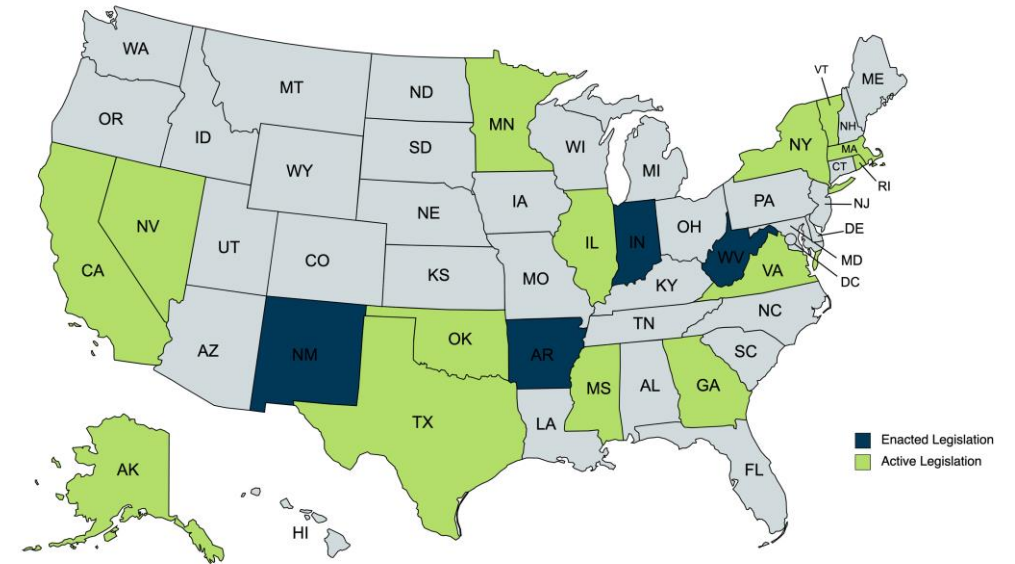 WA
OR
CA
NV
ID
MT
WY
UT
AZ
CO
NM
ND
SD
NE
KS
OK
TX
MN
IA
MO
AR
LA
WI
IL
MI
IN
OH
KY
TN
MS
AL
GA
FL
SC
NC
VA
WV
PA
NY
VT
NH
ME
MA
CT
RI
NJ
DE
MD
DC
AK
HI
Enacted Legislation
Active Legislation